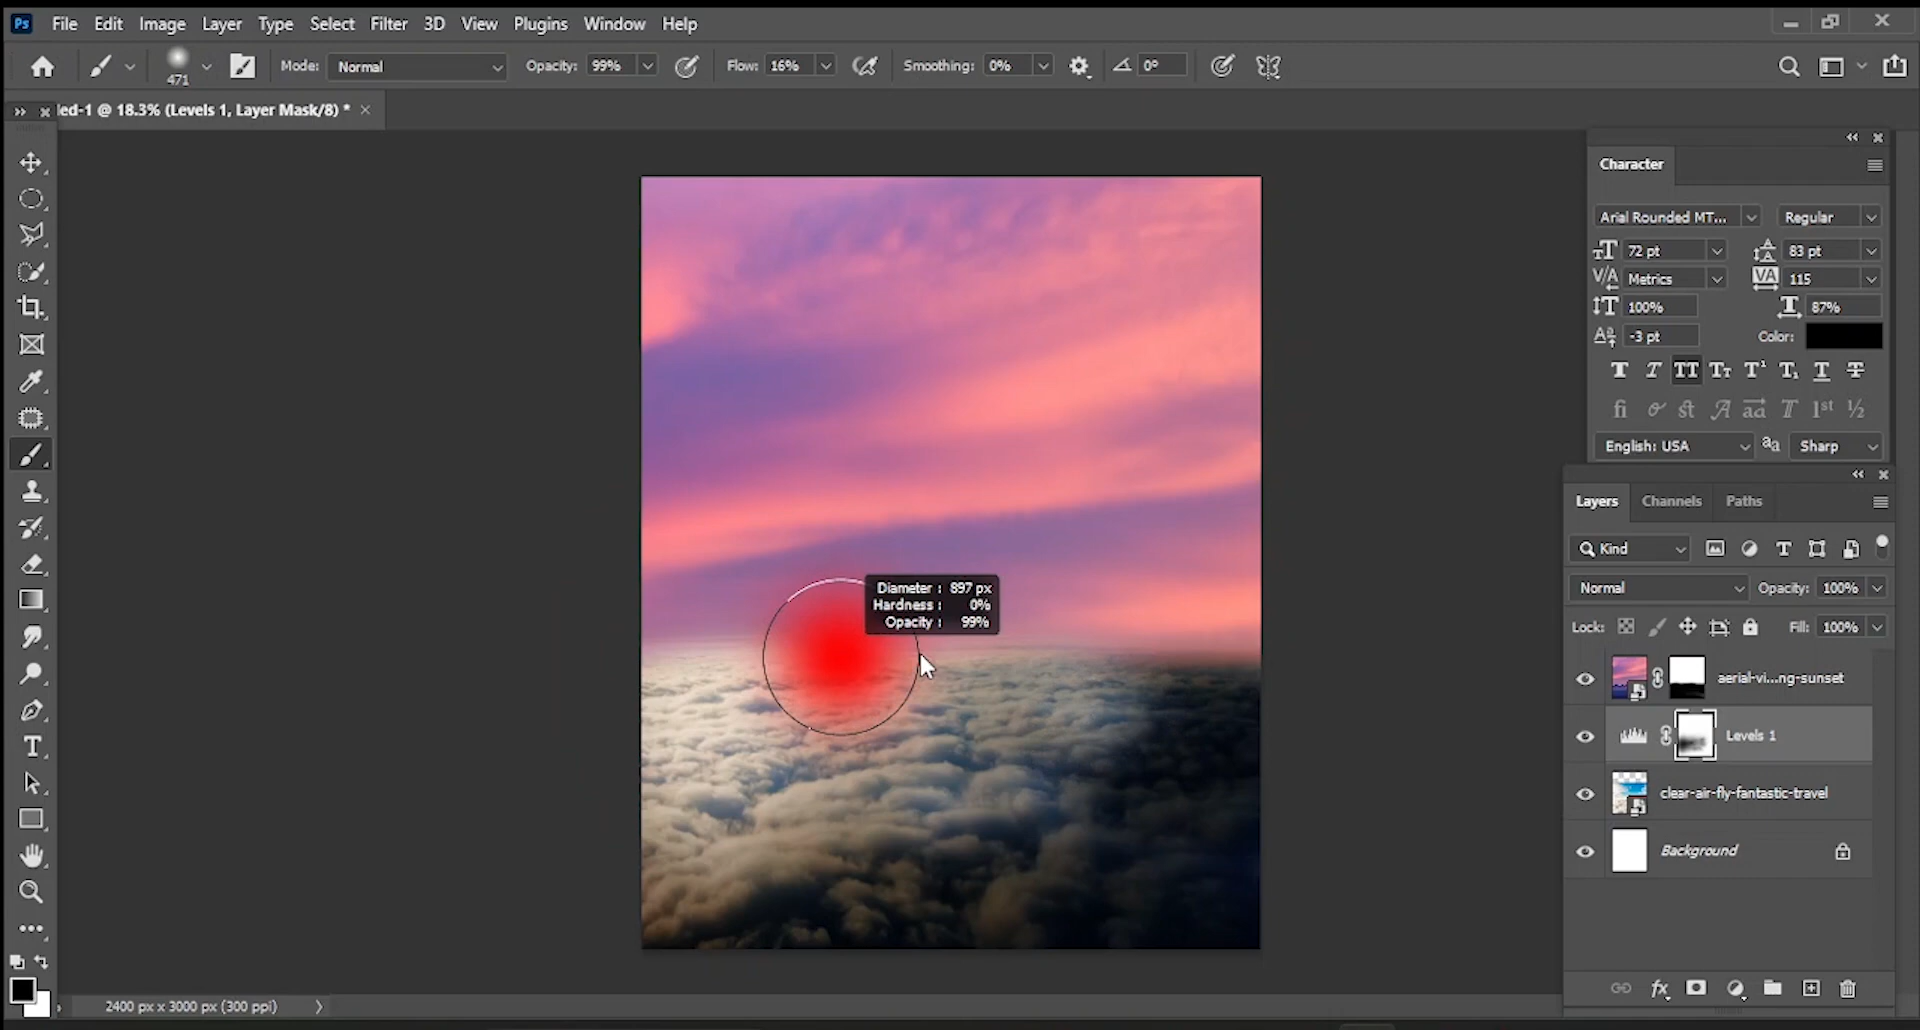 Ps File Edit Image Layer Type Select Filter 3D View Plugins Window Help
471 Mode: Normal Opacity: 99% Flow: 16% Smoothing: 0% 0°
led-1 @ 18.3% (Levels 1, Layer Mask/8) *
Character
Arial Rounded MT... Regular
72 pt 83 pt
Metrics 115
100% 87%
-3 pt Color:
English: USA aa Sharp
Diameter : 897 px
Hardness : 0%
Opacity : 99%
Layers Channels Paths
Kind
Normal Opacity: 100%
Lock: Fill: 100%
aerial-vi...ng-sunset
Levels 1
clear-air-fly-fantastic-travel
Background
fx
2400 px x 3000 px (300 ppi)